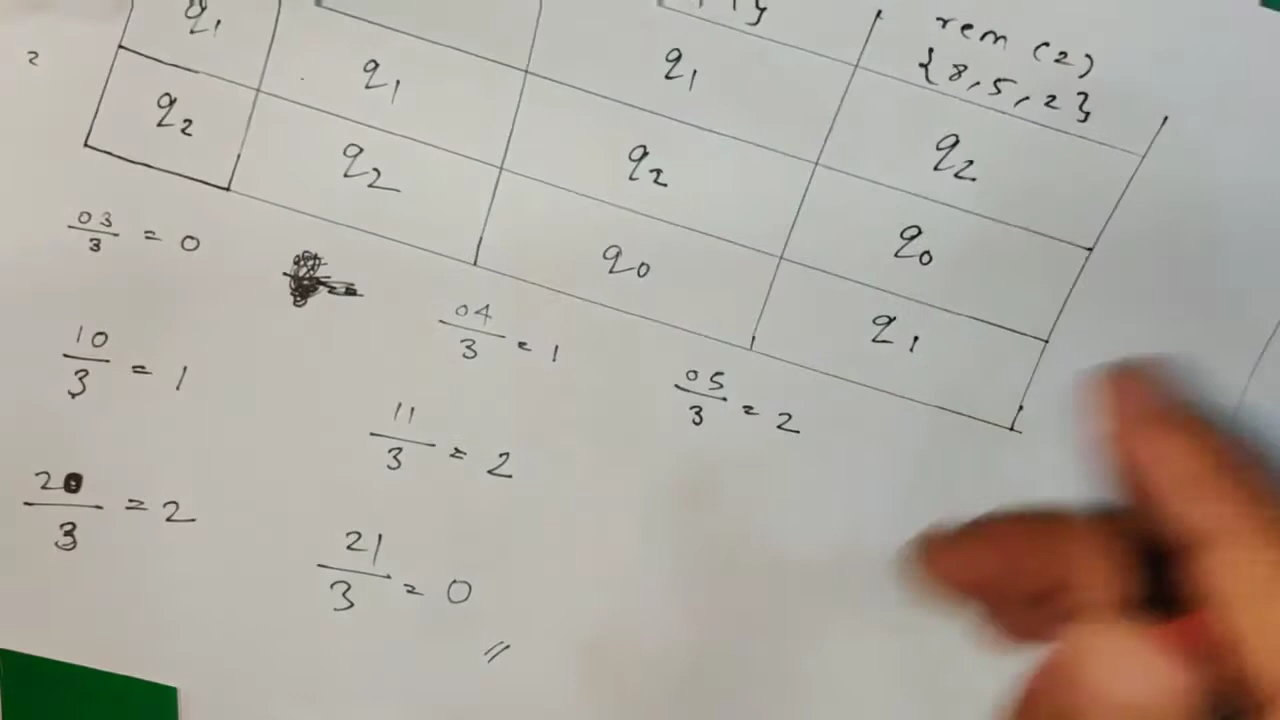 rem (2)
{8, 5, 2}
q1 q1 q1 q2
q2 q2 q2 q0
q0 q1
03/3 = 0
04/3 = 1
05/3 = 2
10/3 = 1
11/3 = 2
20/3 = 2
21/3 = 0
2